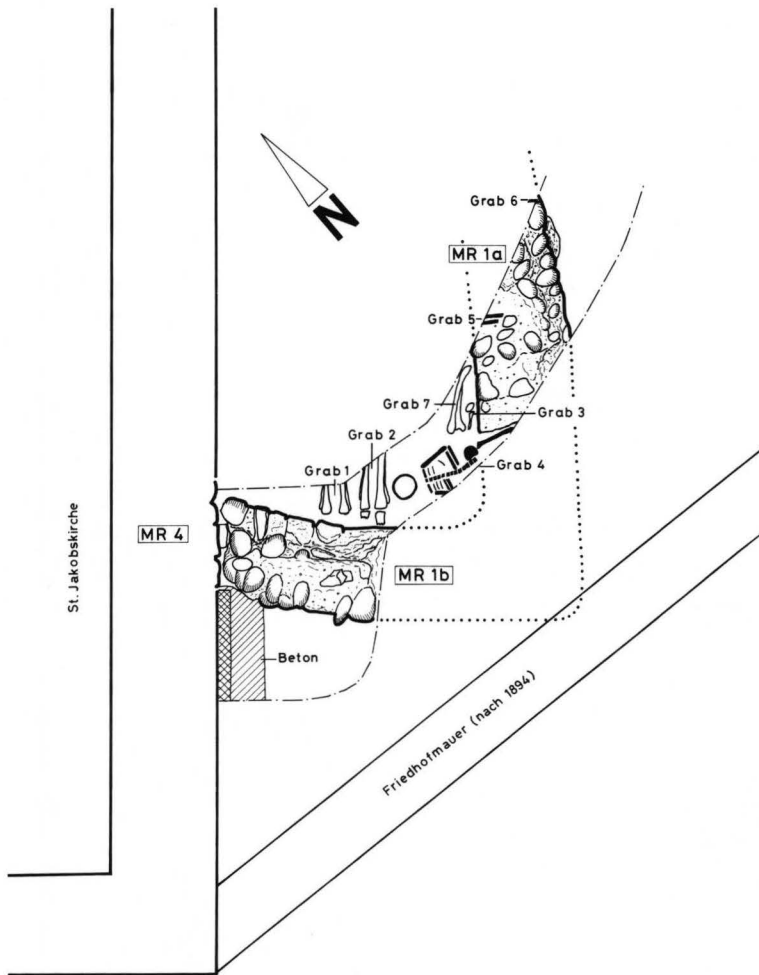 Grab 6
MR 1a
N
Grab 5
Grab 7
Grab 3
Grab 2
Grab 4
Grab 1
MR 4
MR 1b
St. Jakobskirche
Beton
Friedhofmauer (nach 1894)